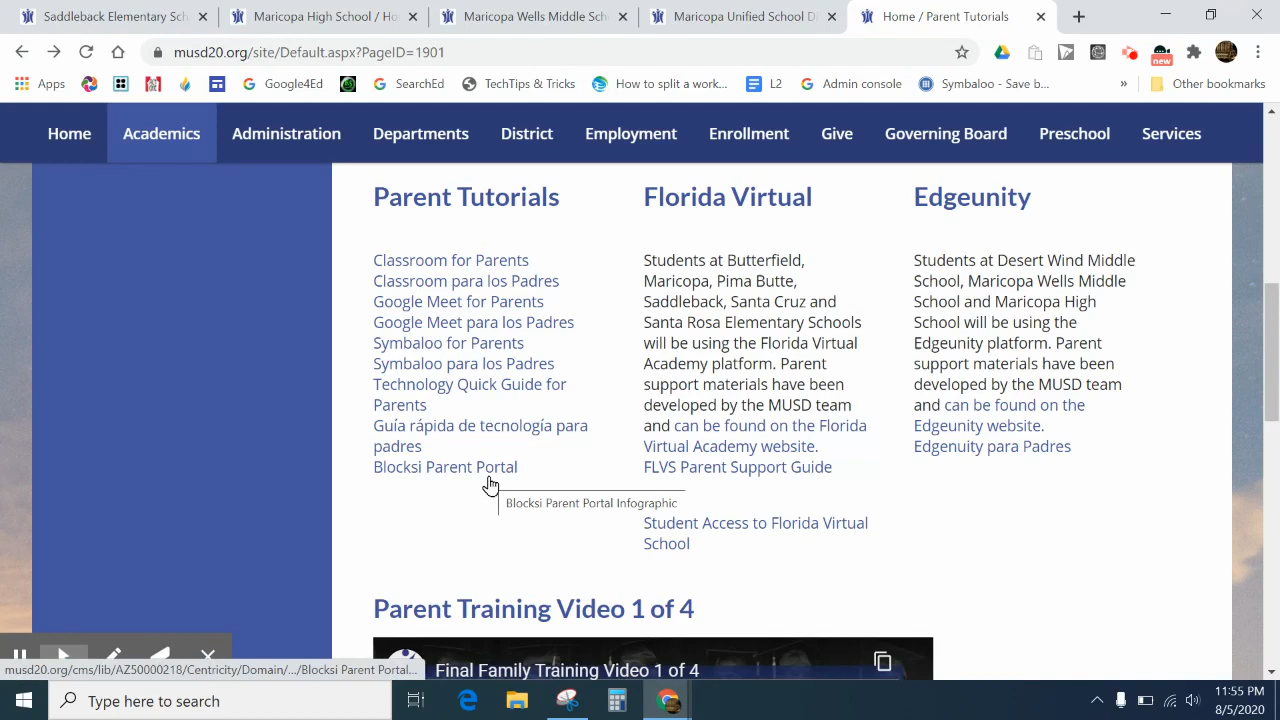 Saddleback Elementary Sch
Maricopa High School / Ho
Maricopa Wells Middle Sch
Maricopa Unified School D
Home / Parent Tutorials
musd20.org/site/Default.aspx?PageID=1901
new
Apps
Google4Ed
SearchEd
TechTips & Tricks
How to split a work...
L2
Admin console
Symbaloo - Save b...
»
Other bookmarks
Home
Academics
Administration
Departments
District
Employment
Enrollment
Give
Governing Board
Preschool
Services
Parent Tutorials
Classroom for Parents
Classroom para los Padres
Google Meet for Parents
Google Meet para los Padres
Symbaloo for Parents
Symbaloo para los Padres
Technology Quick Guide for
Parents
Guía rápida de tecnología para
padres
Blocksi Parent Portal
Blocksi Parent Portal Infographic
Florida Virtual
Students at Butterfield,
Maricopa, Pima Butte,
Saddleback, Santa Cruz and
Santa Rosa Elementary Schools
will be using the Florida Virtual
Academy platform. Parent
support materials have been
developed by the MUSD team
and can be found on the Florida
Virtual Academy website.
FLVS Parent Support Guide
Student Access to Florida Virtual
School
Edgeunity
Students at Desert Wind Middle
School, Maricopa Wells Middle
School and Maricopa High
School will be using the
Edgeunity platform. Parent
support materials have been
developed by the MUSD team
and can be found on the
Edgeunity website.
Edgenuity para Padres
Parent Training Video 1 of 4
Final Family Training Video 1 of 4
musd20.org/cms/lib/AZ50000218/Centricity/Domain/.../Blocksi Parent Portal...
Type here to search
11:55 PM
8/5/2020